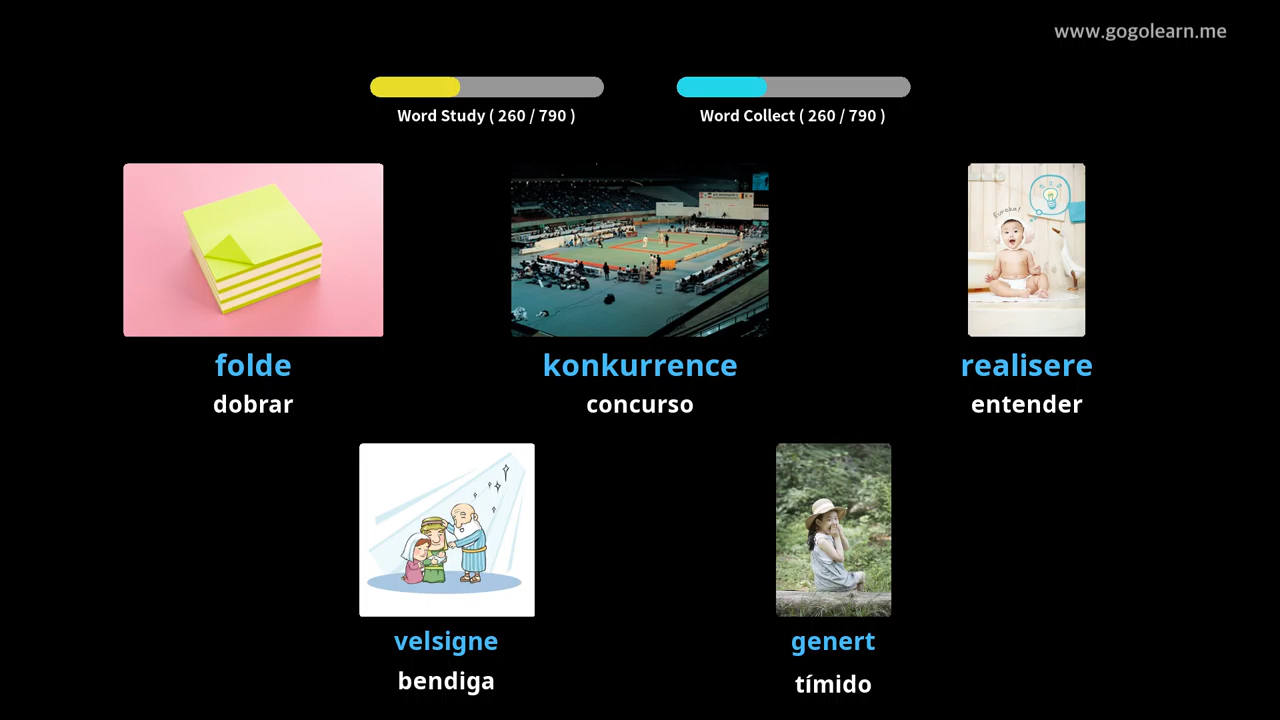 www.gogolearn.me
Word Study ( 260 / 790 )
Word Collect ( 260 / 790 )
Eureka!
folde
dobrar
konkurrence
concurso
realisere
entender
velsigne
bendiga
genert
tímido